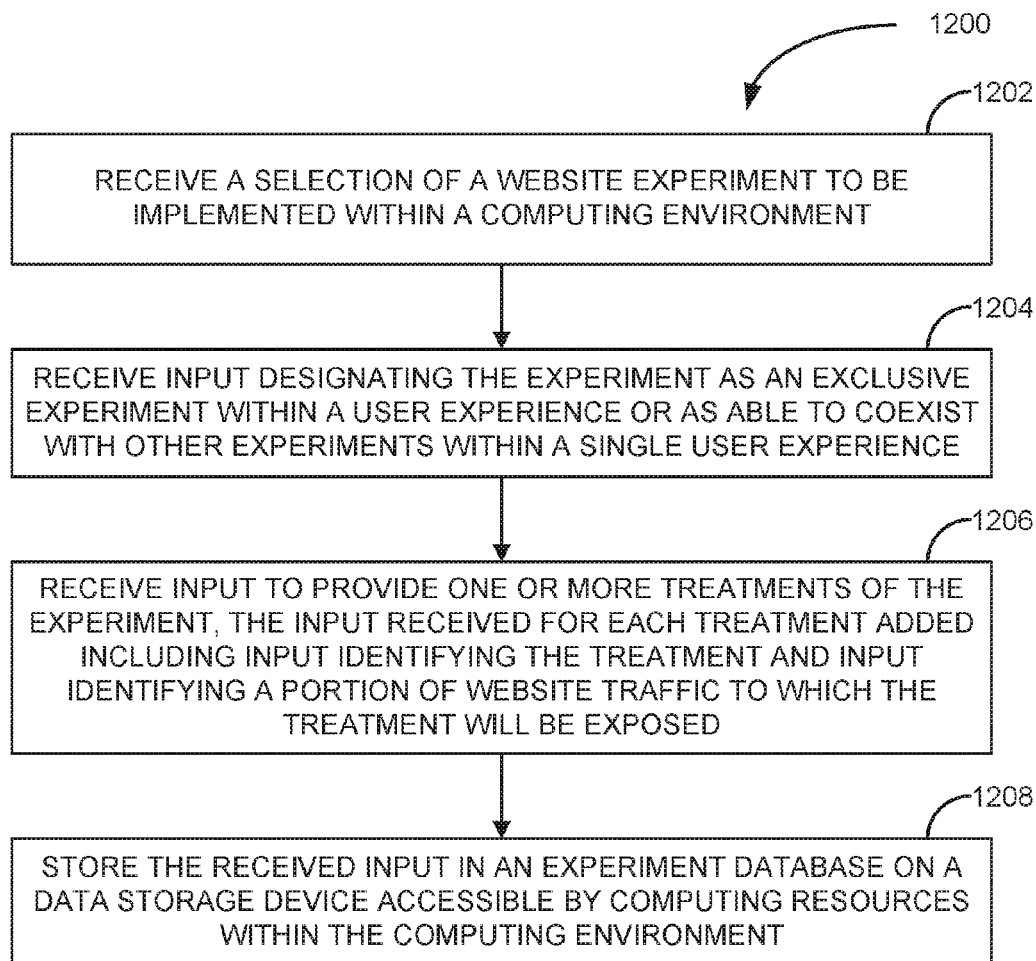 1200
1202
RECEIVE A SELECTION OF A WEBSITE EXPERIMENT TO BE
IMPLEMENTED WITHIN A COMPUTING ENVIRONMENT
1204
RECEIVE INPUT DESIGNATING THE EXPERIMENT AS AN EXCLUSIVE
EXPERIMENT WITHIN A USER EXPERIENCE OR AS ABLE TO COEXIST
WITH OTHER EXPERIMENTS WITHIN A SINGLE USER EXPERIENCE.
1206
RECEIVE INPUT TO PROVIDE ONE OR MORE TREATMENTS OF THE
EXPERIMENT, THE INPUT RECEIVED FOR EACH TREATMENT ADDED
INCLUDING INPUT IDENTIFYING THE TREATMENT AND INPUT
IDENTIFYING A PORTION OF WEBSITE TRAFFIC TO WHICH THE
TREATMENT WILL BE EXPOSED
1208
STORE THE RECEIVED INPUT IN AN EXPERIMENT DATABASE ON A
DATA STORAGE DEVICE ACCESSIBLE BY COMPUTING RESOURCES
WITHIN THE COMPUTING ENVIRONMENT